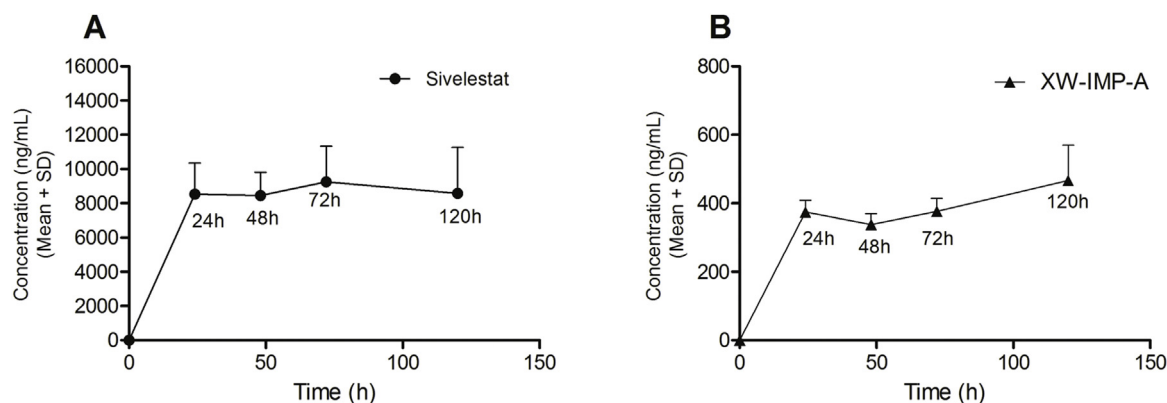 A
Sivelestat
Concentration (ng/mL)
(Mean + SD)
16000
14000
12000
10000
8000
6000
4000
2000
0
24h
48h
72h
120h
0
50
100
150
Time (h)
B
XW-IMP-A
Concentration (ng/mL)
(Mean + SD)
800
600
400
200
0
24h
48h
72h
120h
0
50
100
150
Time (h)